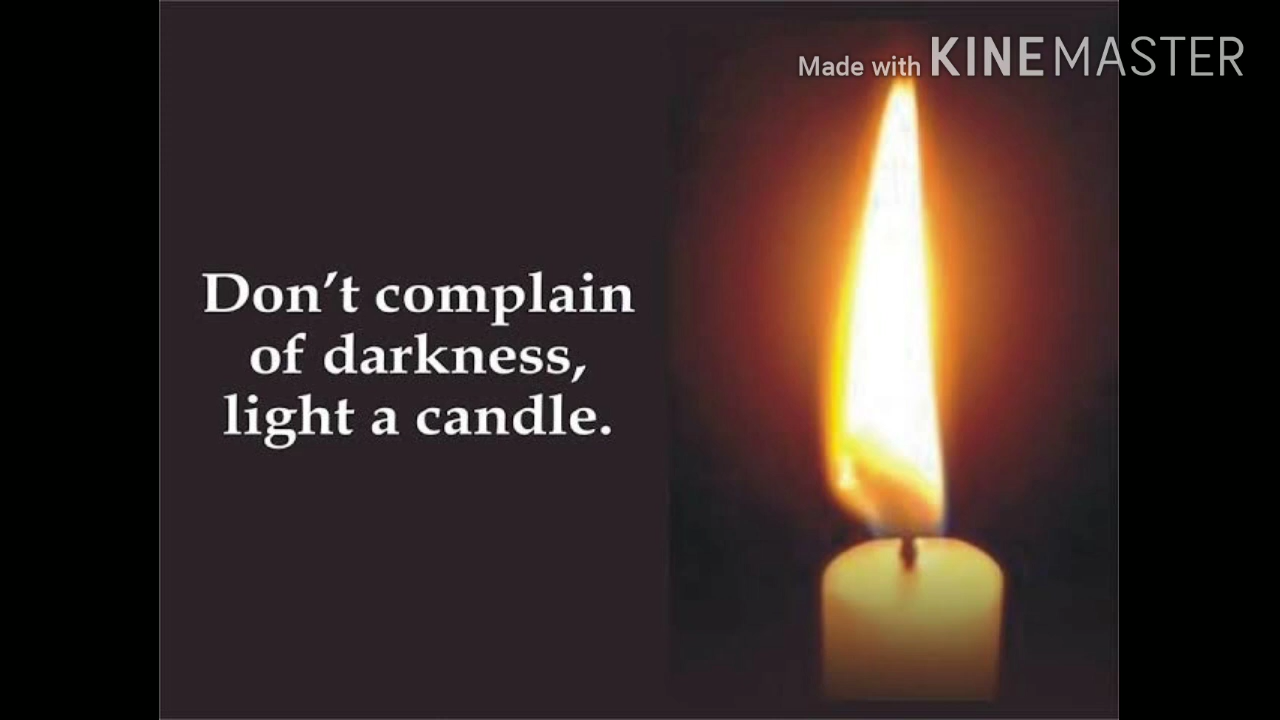 Made with KINEMASTER
Don’t complain
of darkness,
light a candle.